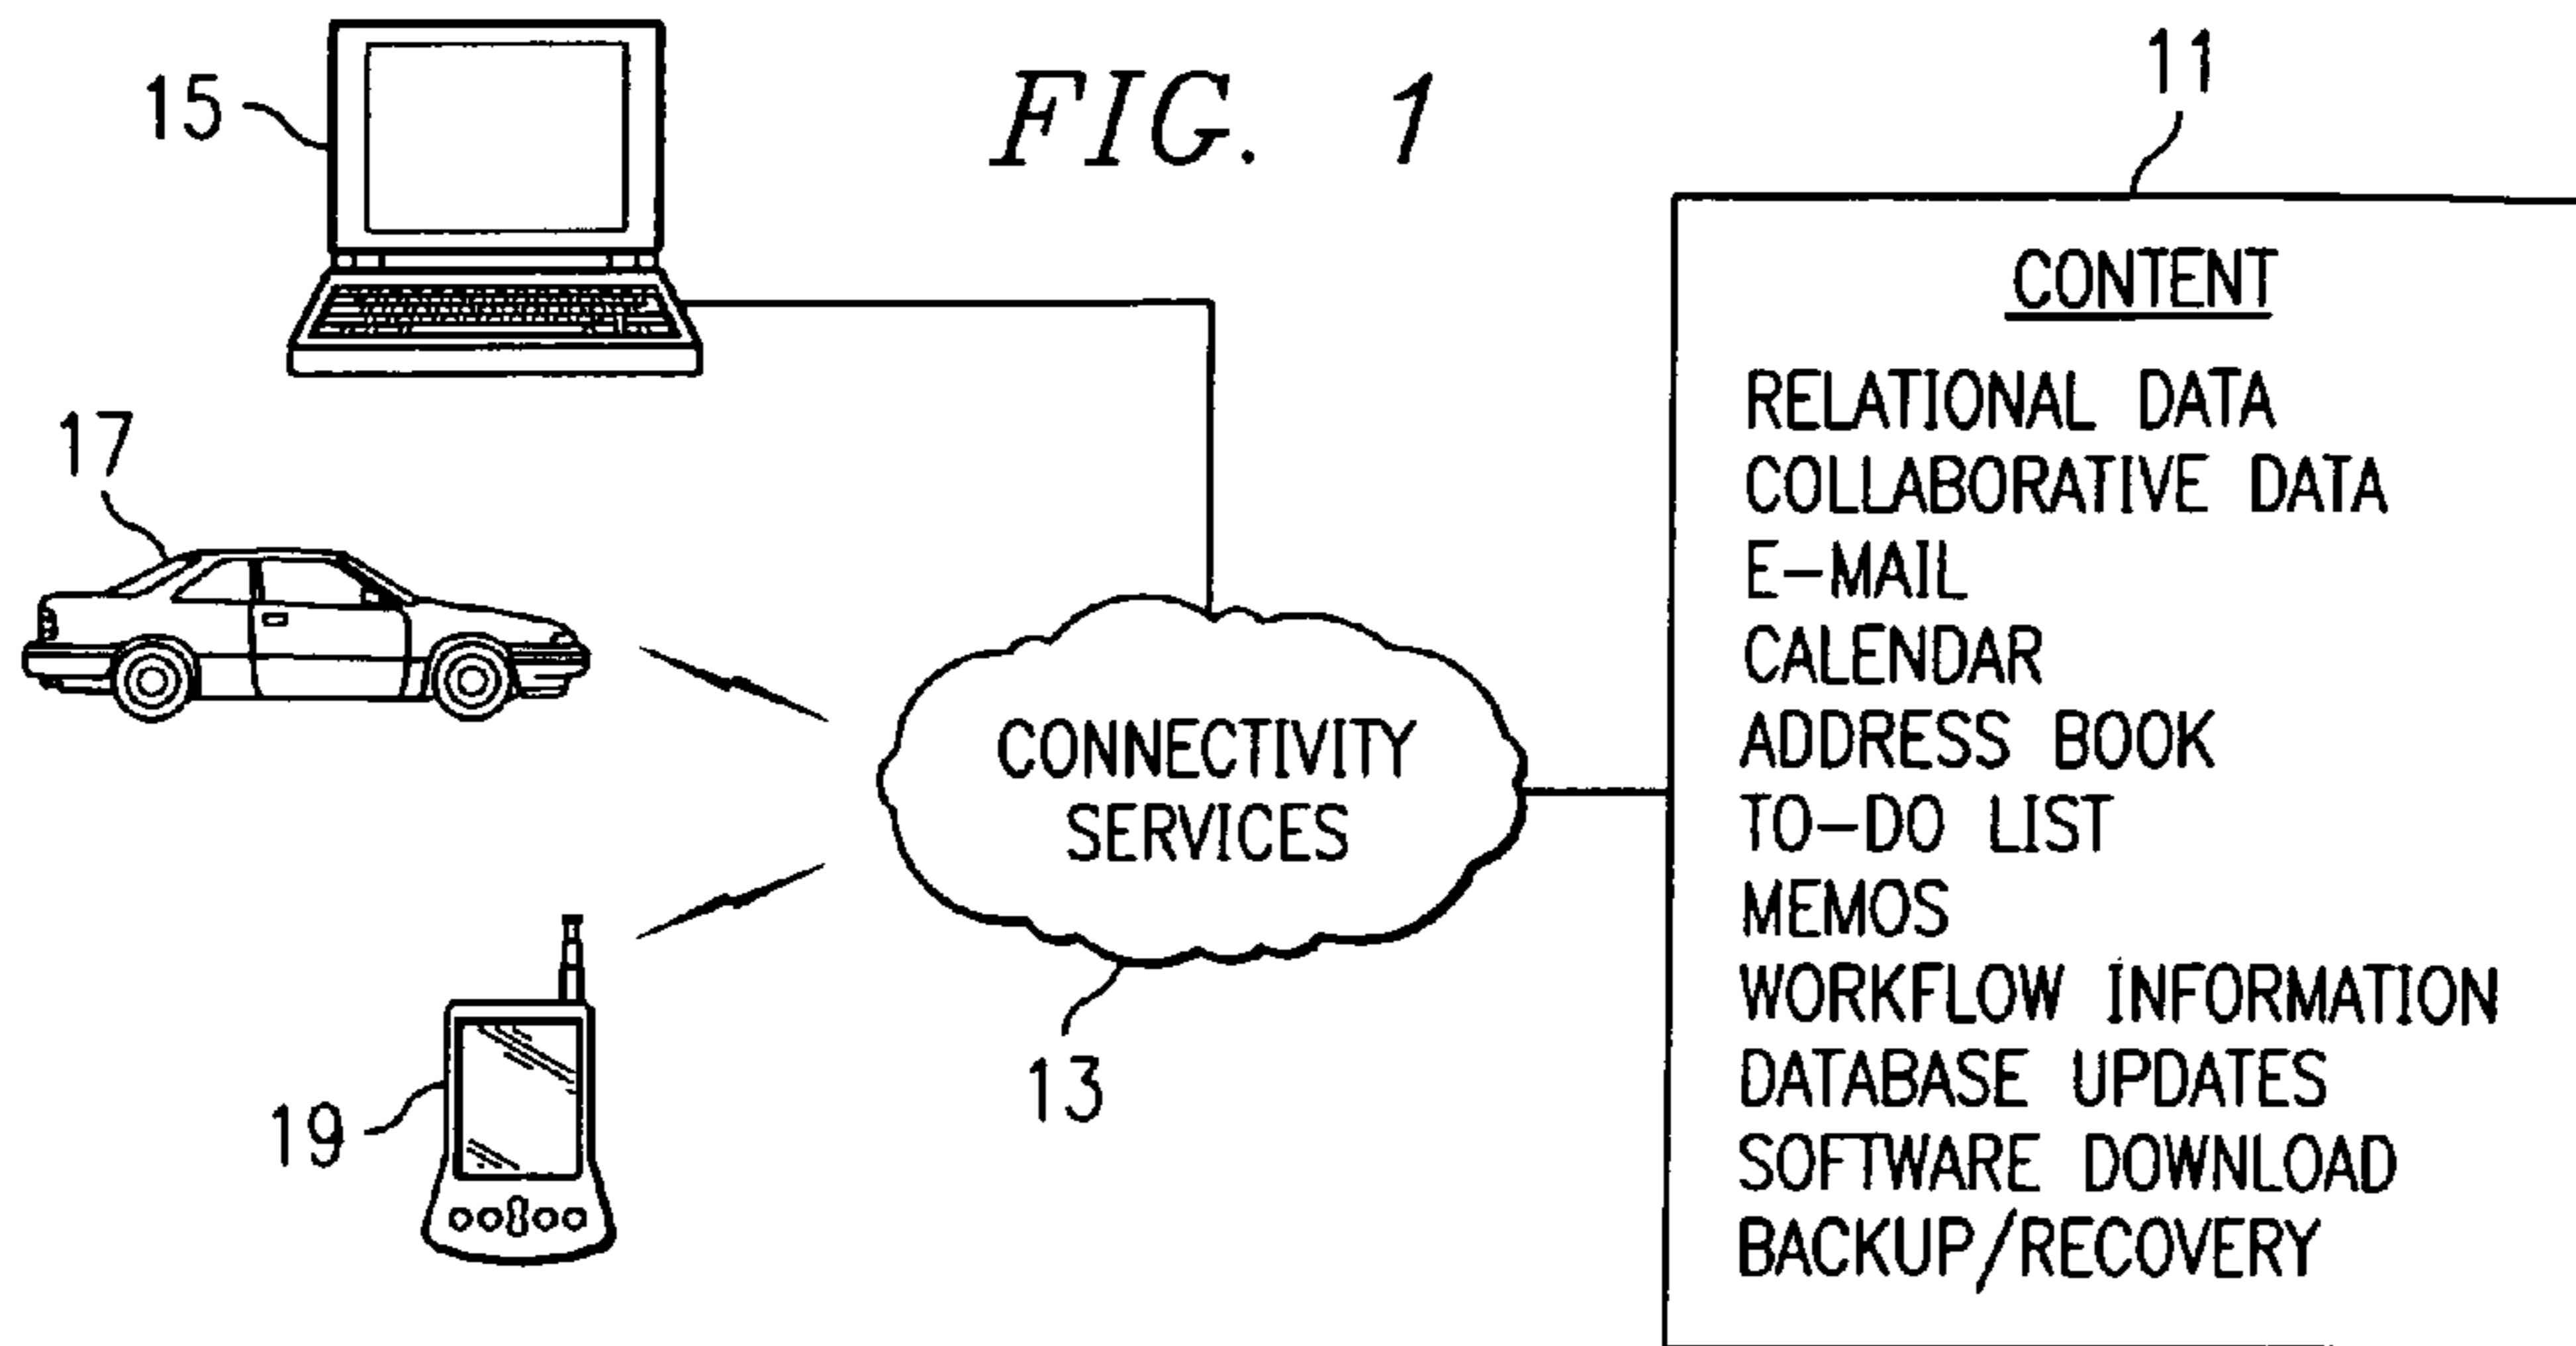 FIG. 1
15
11
17
CONNECTIVITY
SERVICES
13
19
CONTENT
RELATIONAL DATA
COLLABORATIVE DATA
E-MAIL
CALENDAR
ADDRESS BOOK
TO-DO LIST
MEMOS
WORKFLOW INFORMATION
DATABASE UPDATES
SOFTWARE DOWNLOAD
BACKUP/RECOVERY